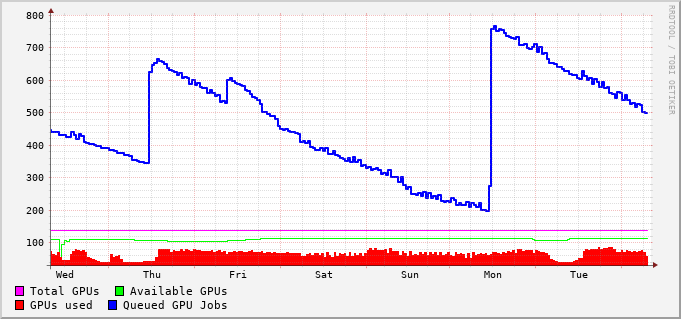 800
700
600
500
400
300
200
100
Wed Thu Fri Sat Sun Mon Tue
Total GPUs Available GPUs
GPUs used Queued GPU Jobs
RRDTOOL / TOBI OETIKER